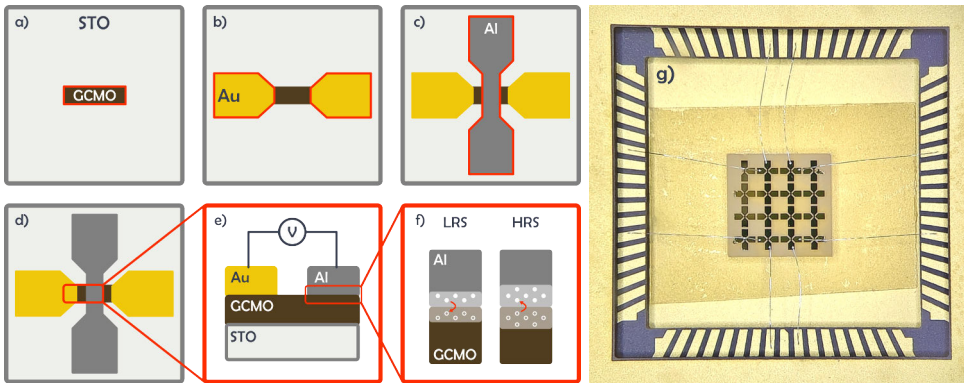 a)
STO
GCMO
b)
Au
c)
Al
d)
e)
V
Au
Al
GCMO
STO
f)
LRS
HRS
Al
GCMO
g)